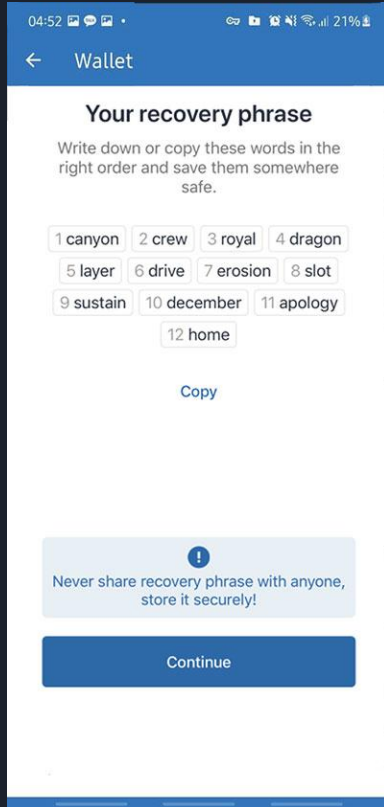 04:52 21%
Wallet
Your recovery phrase
Write down or copy these words in the
right order and save them somewhere
safe.
1 canyon 2 crew 3 royal 4 dragon
5 layer 6 drive 7 erosion 8 slot
9 sustain 10 december 11 apology
12 home
Copy
Never share recovery phrase with anyone,
store it securely!
Continue